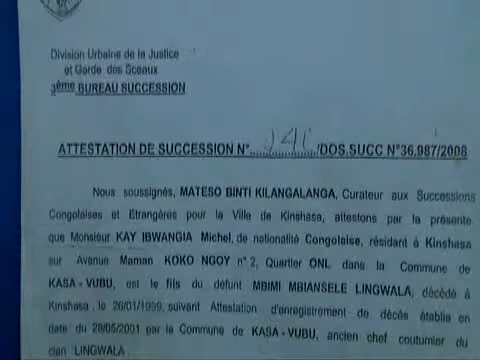 Division Urbaine de la Justice
et Garde des Sceaux
3ème BUREAU SUCCESSION
ATTESTATION DE SUCCESSION N°..................../DOS.SUCC N°36.987/2008
Nous soussignés, MATESO BINTI KILANGALANGA, Curateur aux Successions
Congolaises et Etrangères pour la Ville de Kinshasa, attestons par la présente
que Monsieur KAY IBWANGIA Michel, de nationalité Congolaise, résidant à Kinshasa
sur Avenue Maman KOKO NGOY n° 2, Quartier ONL dans la Commune de
KASA-VUBU, est le fils du défunt MBIMI MBIANSELE LINGWALA, décédé à
Kinshasa, le 26/01/1999, suivant Attestation d'enregistrement de décès établie en
date du 28/05/2001 par la Commune de KASA-VUBU, ancien chef coutumier du
clan LINGWALA.